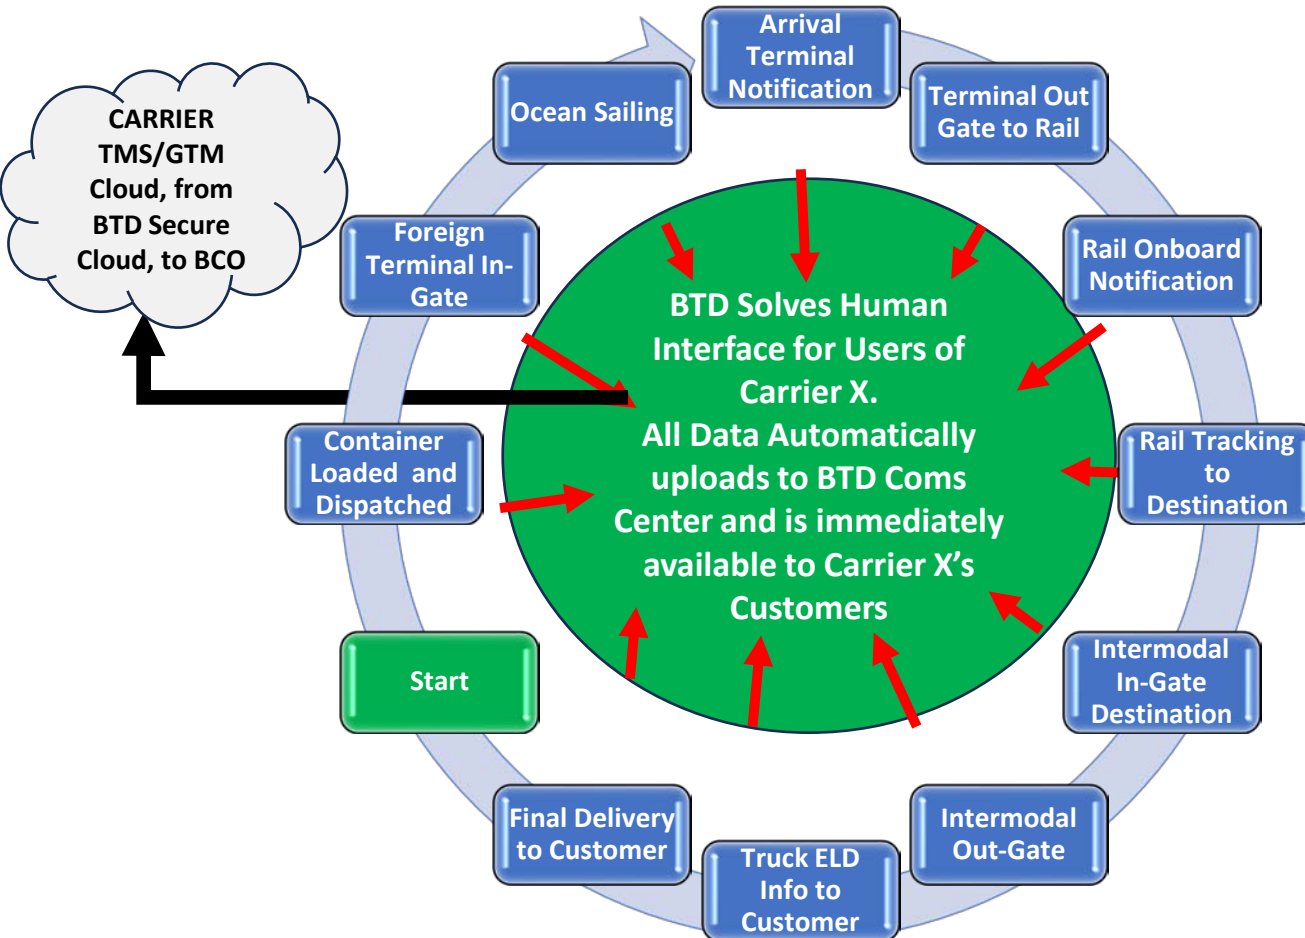 Arrival
Terminal
Notification
Terminal Out
Gate to Rail
Rail Onboard
Notification
Rail Tracking
to
Destination
Intermodal
In-Gate
Destination
Intermodal
Out-Gate
Truck ELD
Info to
Customer
Final Delivery
to Customer
Start
Container
Loaded and
Dispatched
Foreign
Terminal In-
Gate
Ocean Sailing
CARRIER
TMS/GTM
Cloud, from
BTD Secure
Cloud, to BCO
BTD Solves Human
Interface for Users of
Carrier X.
All Data Automatically
uploads to BTD Coms
Center and is immediately
available to Carrier X's
Customers